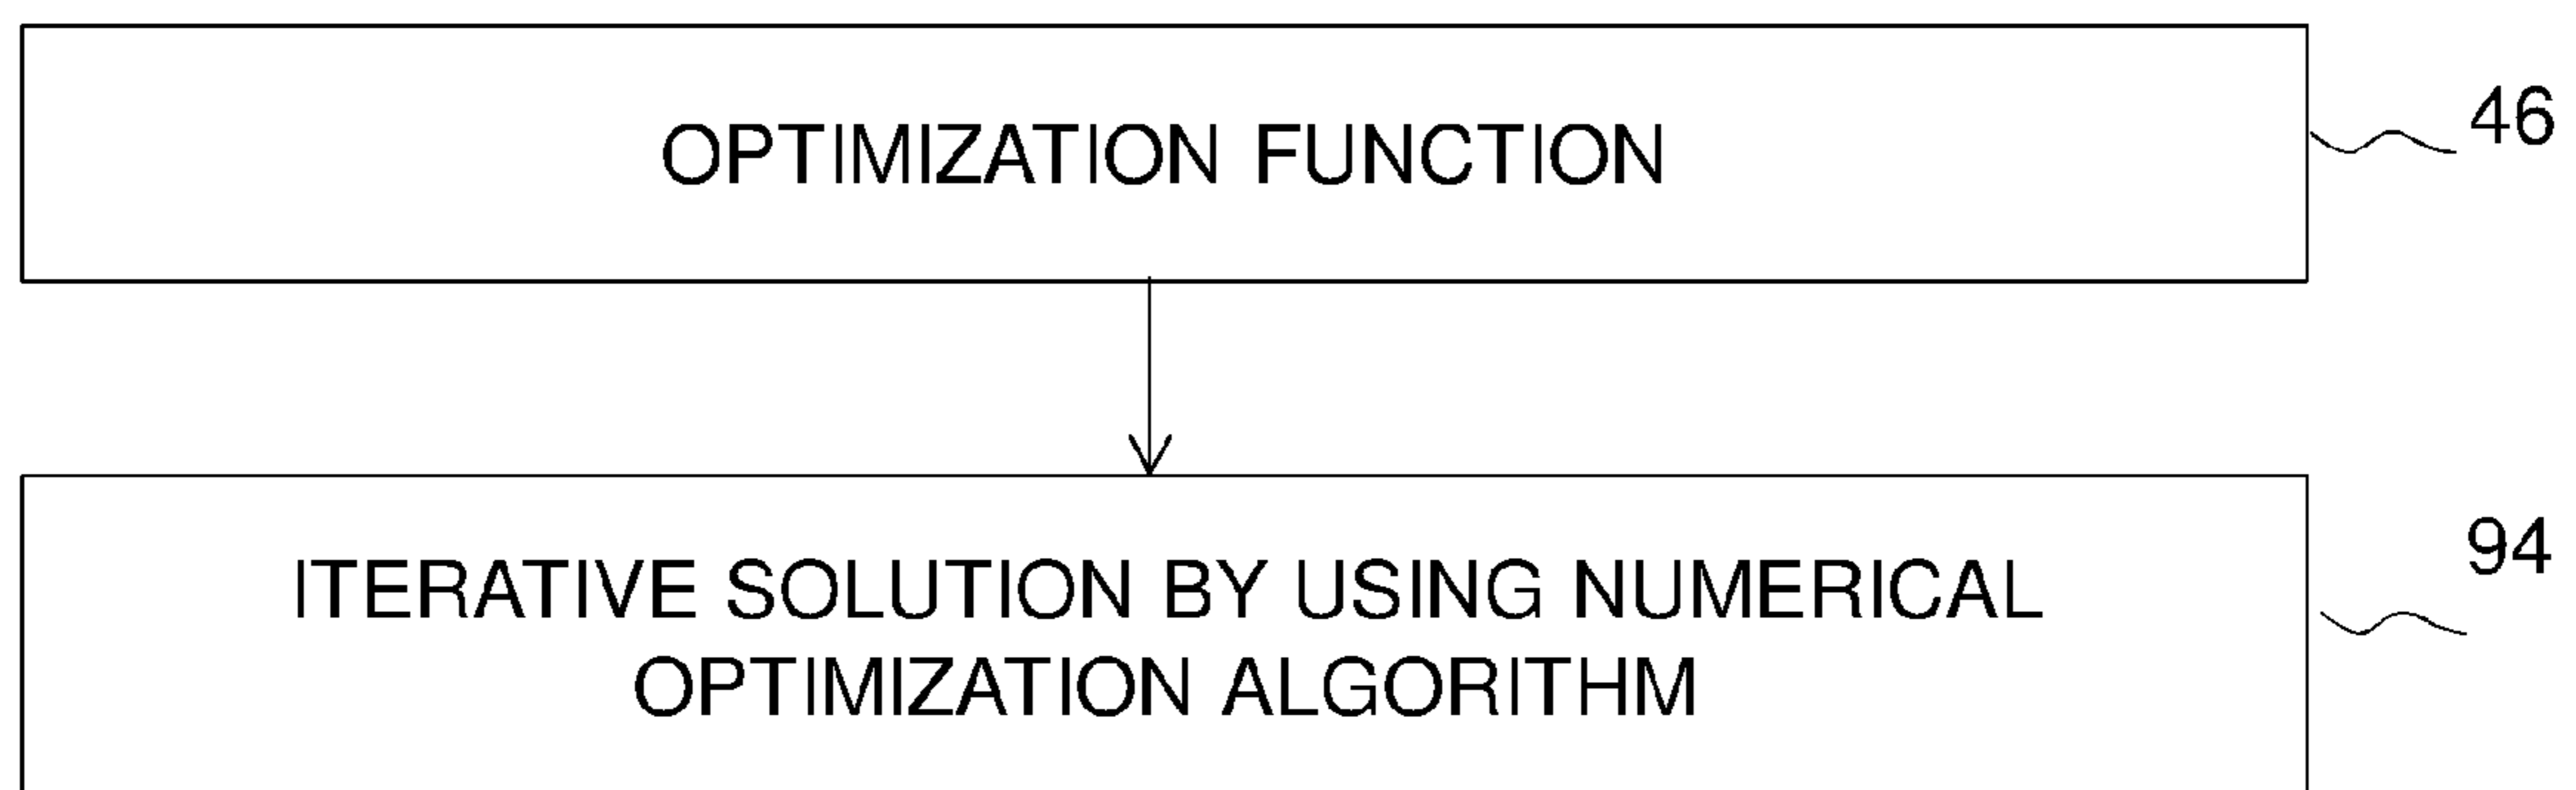 OPTIMIZATION FUNCTION
46
ITERATIVE SOLUTION BY USING NUMERICAL
OPTIMIZATION ALGORITHM
94